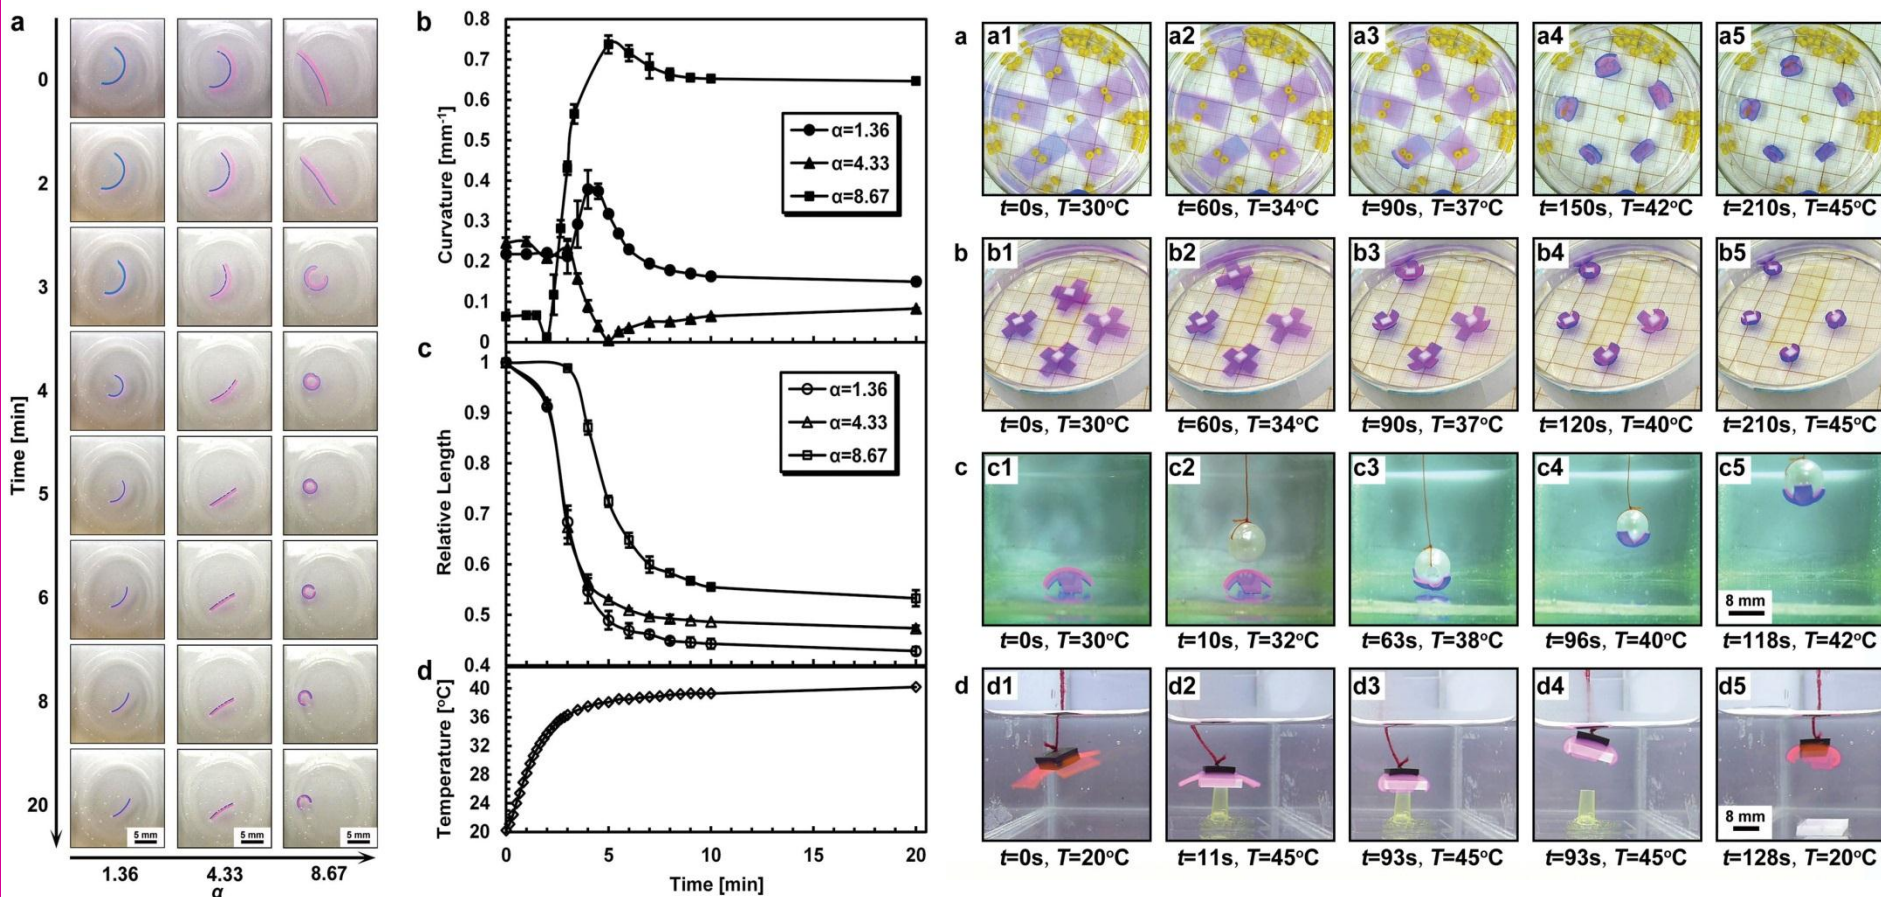 a
Time [min]
0
2
3
4
5
6
8
20
5 mm
5 mm
5 mm
1.36
4.33
8.67
α
b
Curvature [mm⁻¹]
0.8
0.7
0.6
0.5
0.4
0.3
0.2
0.1
0
α=1.36
α=4.33
α=8.67
c
Relative Length
1
0.9
0.8
0.7
0.6
0.5
0.4
α=1.36
α=4.33
α=8.67
d
Temperature [°C]
40
36
32
28
24
20
0
5
10
15
20
Time [min]
a
a1
a2
a3
a4
a5
t=0s, T=30°C
t=60s, T=34°C
t=90s, T=37°C
t=150s, T=42°C
t=210s, T=45°C
b
b1
b2
b3
b4
b5
t=0s, T=30°C
t=60s, T=34°C
t=90s, T=37°C
t=120s, T=40°C
t=210s, T=45°C
c
c1
c2
c3
c4
c5
8 mm
t=0s, T=30°C
t=10s, T=32°C
t=63s, T=38°C
t=96s, T=40°C
t=118s, T=42°C
d
d1
d2
d3
d4
d5
8 mm
t=0s, T=20°C
t=11s, T=45°C
t=93s, T=45°C
t=93s, T=45°C
t=128s, T=20°C